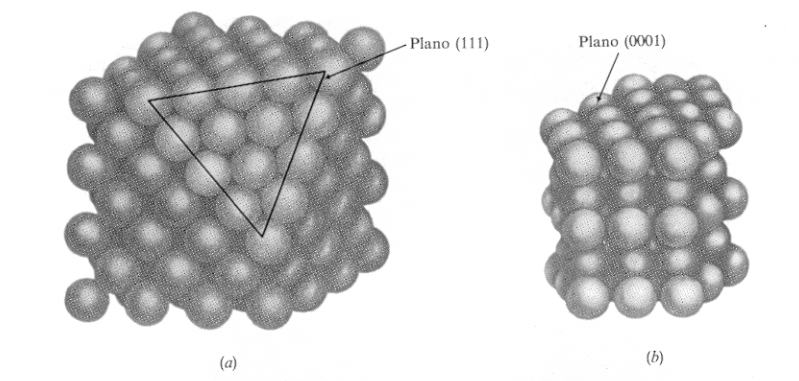 Plano (111)
Plano (0001)
(a)
(b)